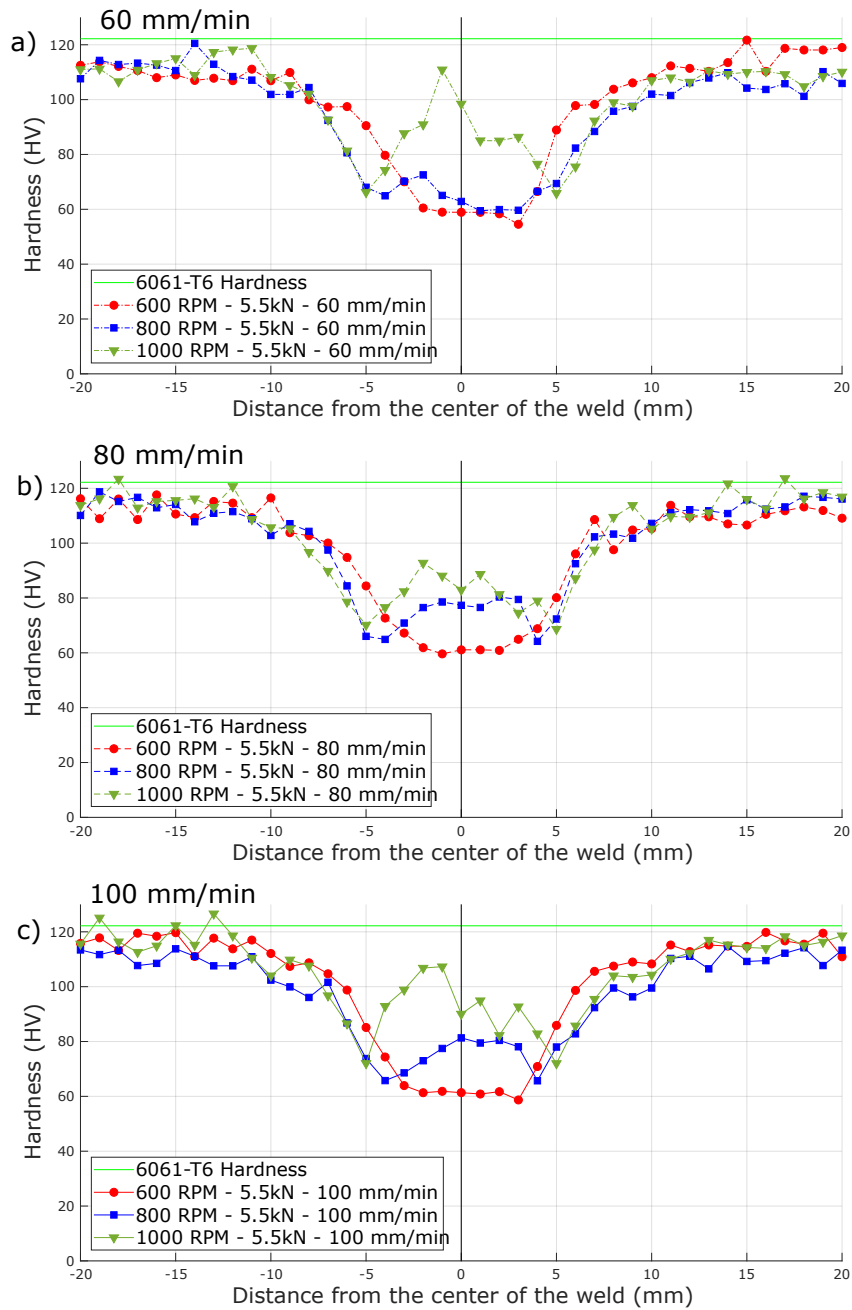 60 mm/min
a)
120
100
80
60
40
20
0
Hardness (HV)
6061-T6 Hardness
600 RPM - 5.5kN - 60 mm/min
800 RPM - 5.5kN - 60 mm/min
1000 RPM - 5.5kN - 60 mm/min
-20 -15 -10 -5 0 5 10 15 20
Distance from the center of the weld (mm)
80 mm/min
b)
120
100
80
60
40
20
0
Hardness (HV)
6061-T6 Hardness
600 RPM - 5.5kN - 80 mm/min
800 RPM - 5.5kN - 80 mm/min
1000 RPM - 5.5kN - 80 mm/min
-20 -15 -10 -5 0 5 10 15 20
Distance from the center of the weld (mm)
100 mm/min
c)
120
100
80
60
40
20
0
Hardness (HV)
6061-T6 Hardness
600 RPM - 5.5kN - 100 mm/min
800 RPM - 5.5kN - 100 mm/min
1000 RPM - 5.5kN - 100 mm/min
-20 -15 -10 -5 0 5 10 15 20
Distance from the center of the weld (mm)